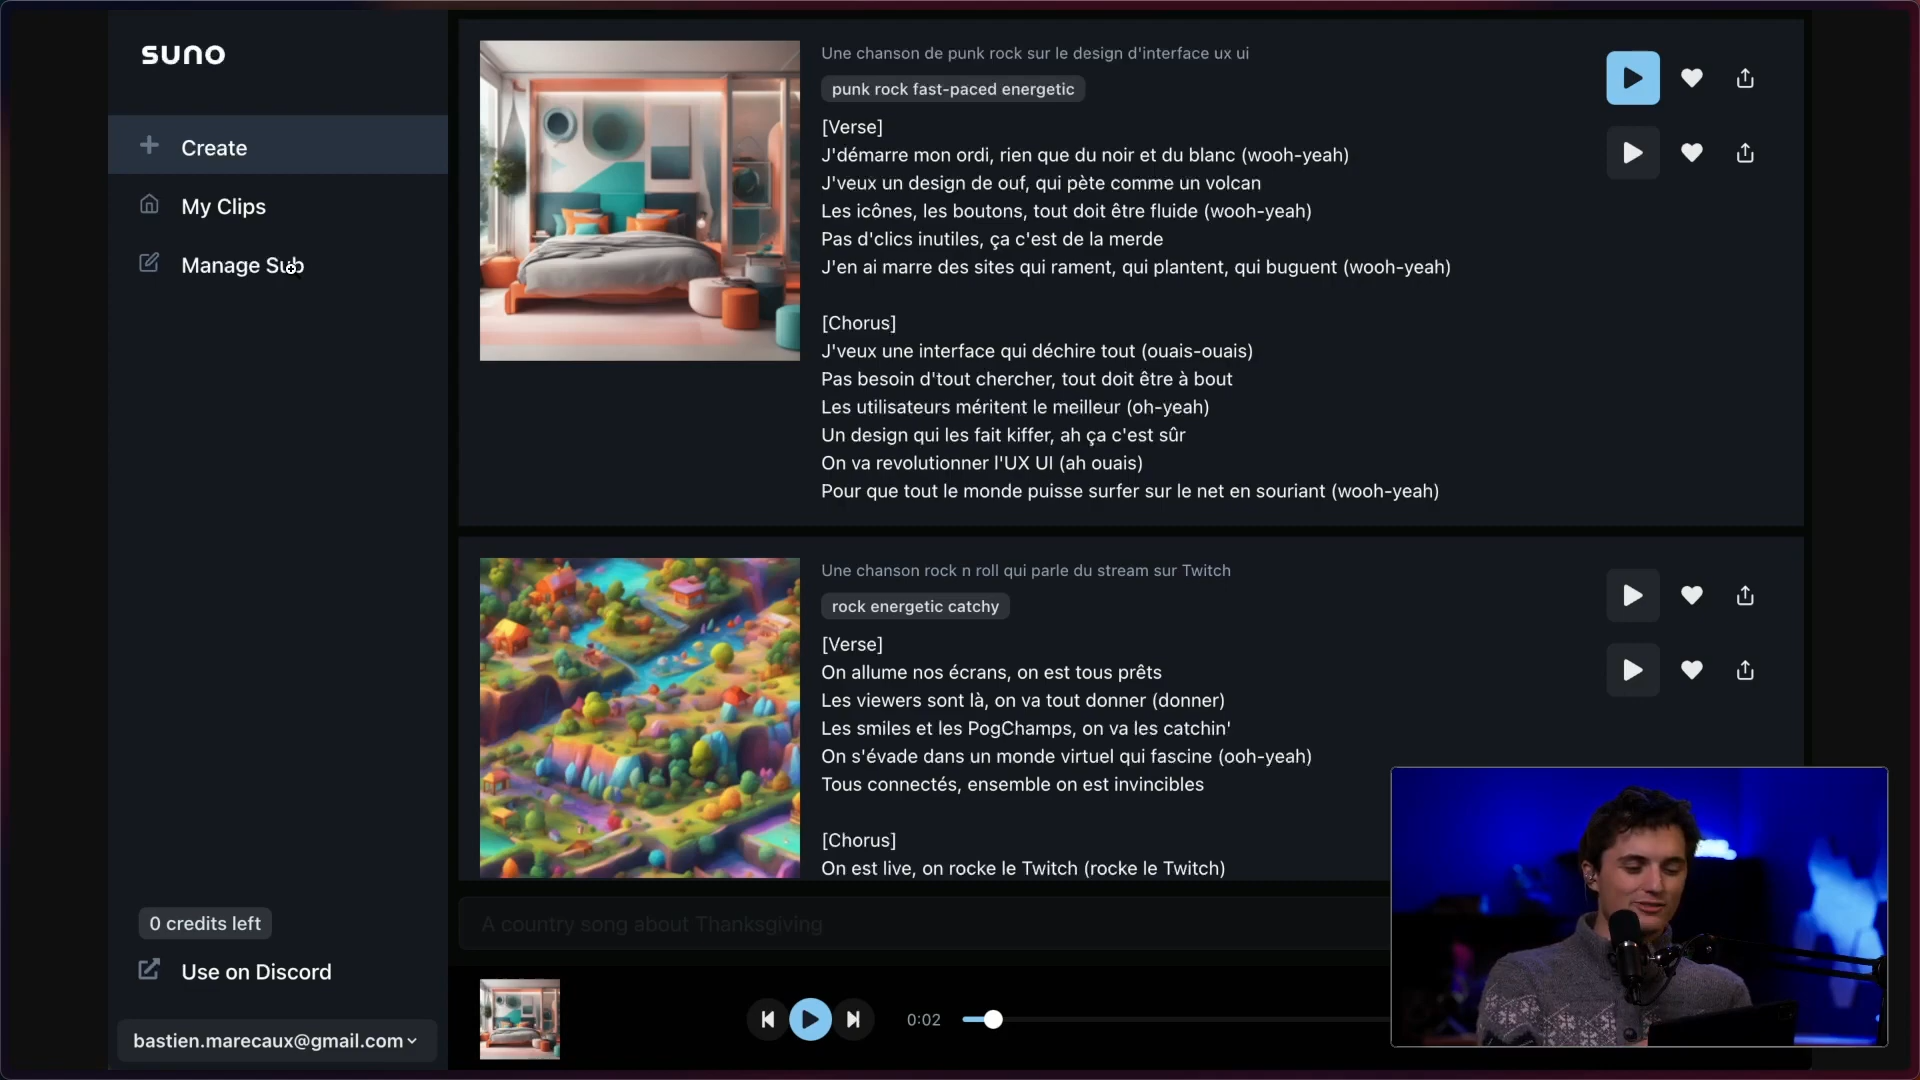 suno
Create
My Clips
Manage Sub
0 credits left
Use on Discord
bastien.marecaux@gmail.com
Une chanson de punk rock sur le design d'interface ux ui
punk rock fast-paced energetic
[Verse]
J'démarre mon ordi, rien que du noir et du blanc (wooh-yeah)
J'veux un design de ouf, qui pète comme un volcan
Les icônes, les boutons, tout doit être fluide (wooh-yeah)
Pas d'clics inutiles, ça c'est de la merde
J'en ai marre des sites qui rament, qui plantent, qui buguent (wooh-yeah)
[Chorus]
J'veux une interface qui déchire tout (ouais-ouais)
Pas besoin d'tout chercher, tout doit être à bout
Les utilisateurs méritent le meilleur (oh-yeah)
Un design qui les fait kiffer, ah ça c'est sûr
On va revolutionner l'UX UI (ah ouais)
Pour que tout le monde puisse surfer sur le net en souriant (wooh-yeah)
Une chanson rock n roll qui parle du stream sur Twitch
rock energetic catchy
[Verse]
On allume nos écrans, on est tous prêts
Les viewers sont là, on va tout donner (donner)
Les smiles et les PogChamps, on va les catchin'
On s'évade dans un monde virtuel qui fascine (ooh-yeah)
Tous connectés, ensemble on est invincibles
[Chorus]
On est live, on rocke le Twitch (rocke le Twitch)
A country song about Thanksgiving
0:02